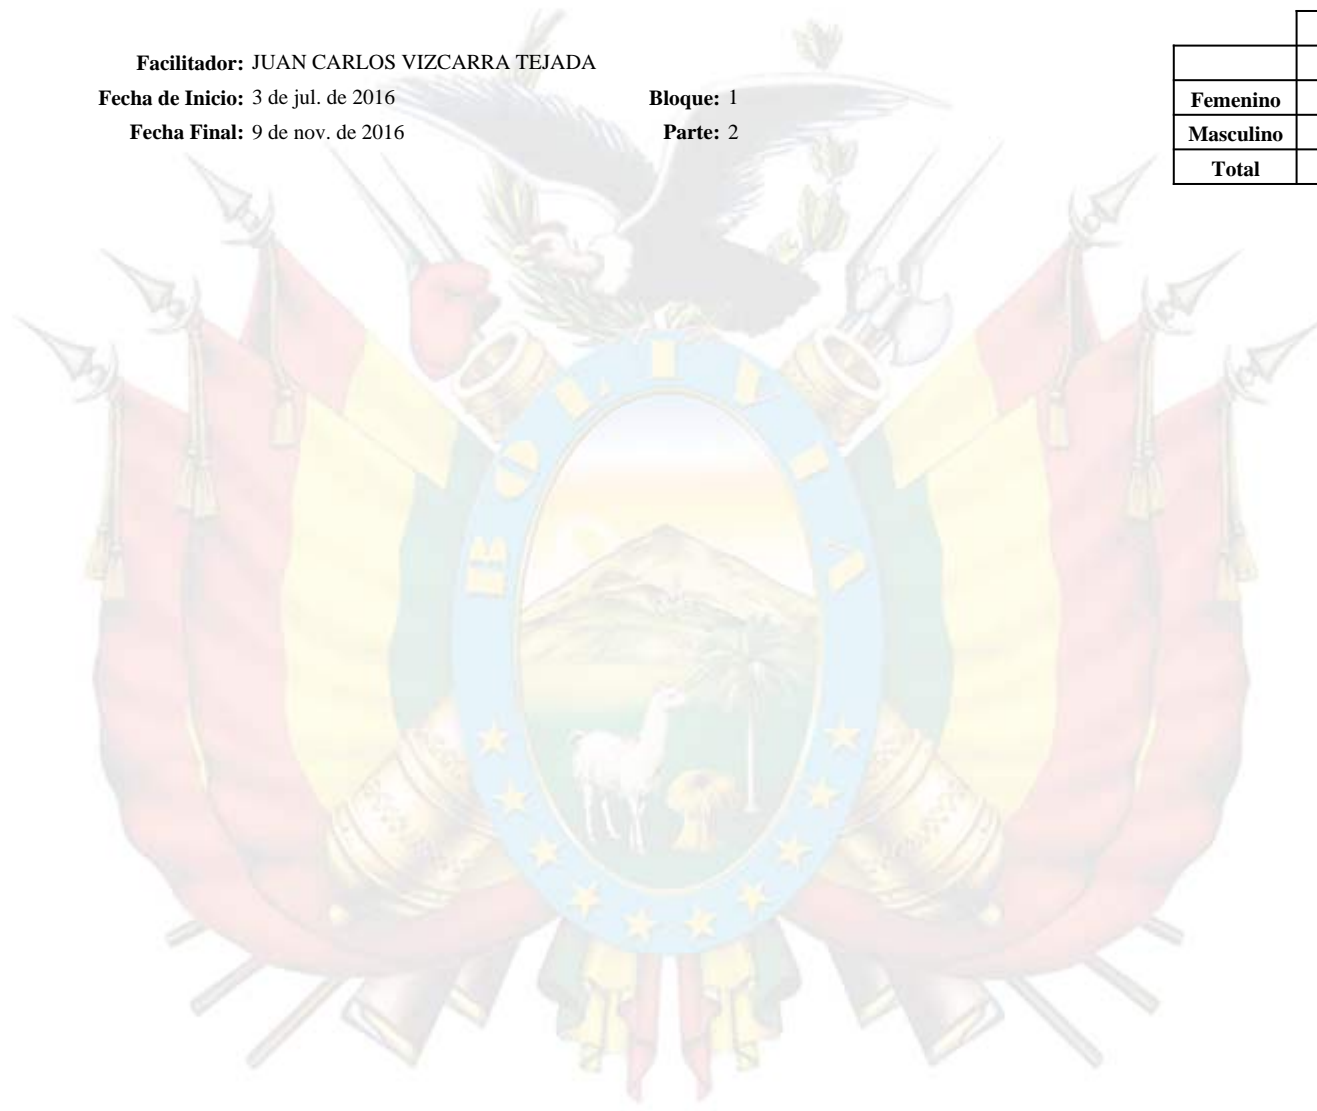 Facilitador: JUAN CARLOS VIZCARRA TEJADA
Fecha de Inicio: 3 de jul. de 2016 Bloque: 1
Fecha Final: 9 de nov. de 2016 Parte: 2
Femenino
Masculino
Total
BOLIVIA